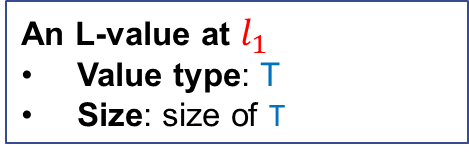 An L-value at l₁
• Value type: T
• Size: size of T